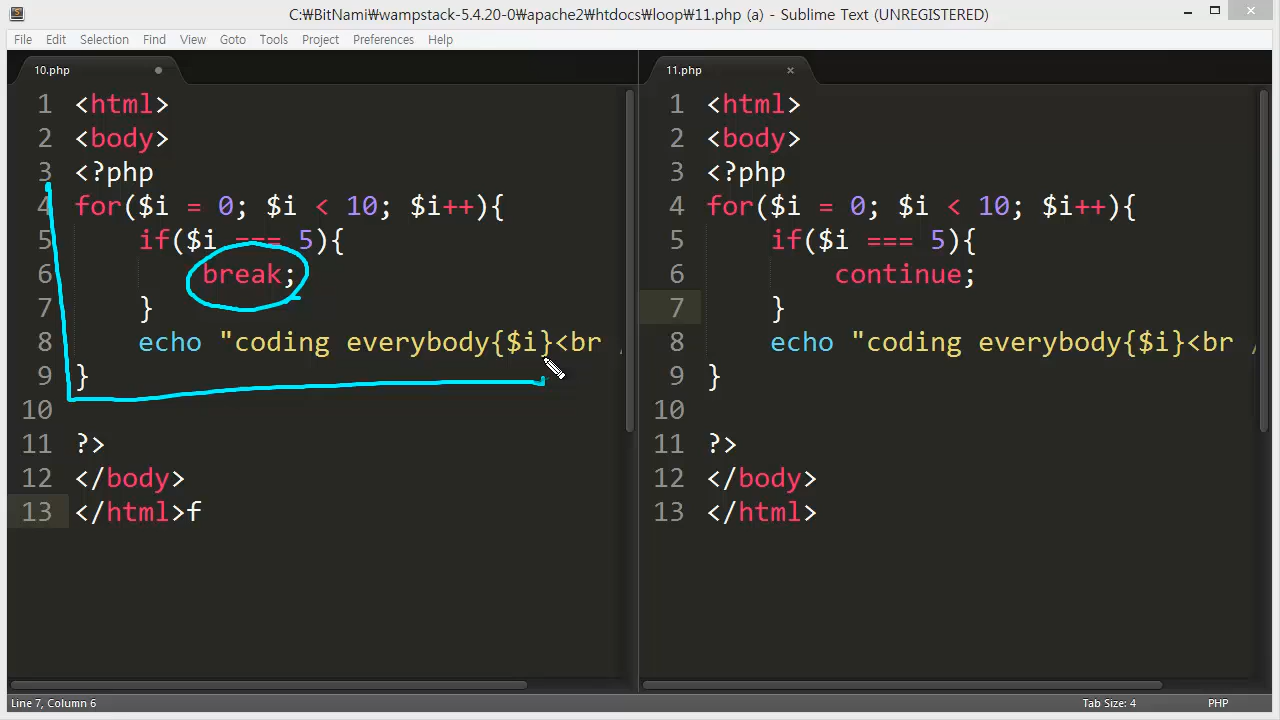 C:₩BitNami₩wampstack-5.4.20-0₩apache2₩htdocs₩loop₩11.php (a) - Sublime Text (UNREGISTERED)
File Edit Selection Find View Goto Tools Project Preferences Help
10.php
1 <html>
2 <body>
3 <?php
4 for($i = 0; $i < 10; $i++){
5 if($i === 5){
6 break;
7 }
8 echo "coding everybody{$i}<br /
9 }
10
11 ?>
12 </body>
13 </html>f
11.php
1 <html>
2 <body>
3 <?php
4 for($i = 0; $i < 10; $i++){
5 if($i === 5){
6 continue;
7 }
8 echo "coding everybody{$i}<br /
9 }
10
11 ?>
12 </body>
13 </html>
Line 7, Column 6
Tab Size: 4
PHP